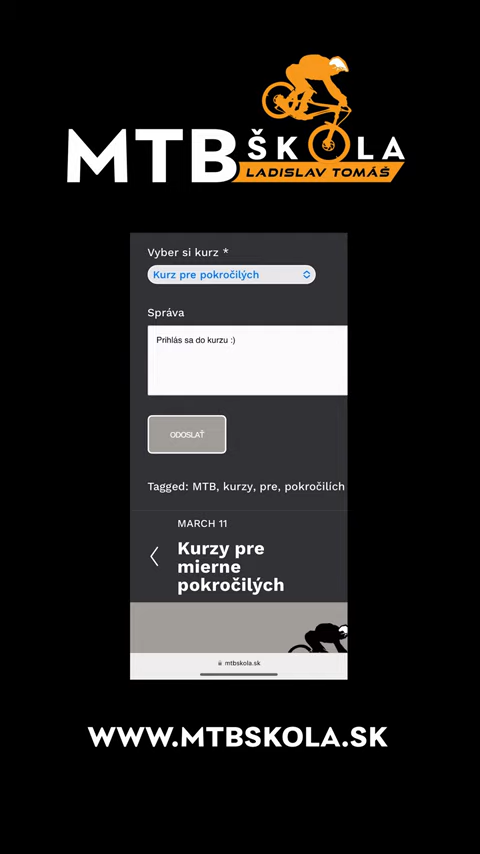 MTB ŠKOLA
LADISLAV TOMÁŠ
Vyber si kurz *
Kurz pre pokročilých
Správa
Prihlás sa do kurzu :)
ODOSLAŤ
Tagged: MTB, kurzy, pre, pokročilích
MARCH 11
Kurzy pre
mierne
pokročilých
mtbskola.sk
WWW.MTBSKOLA.SK